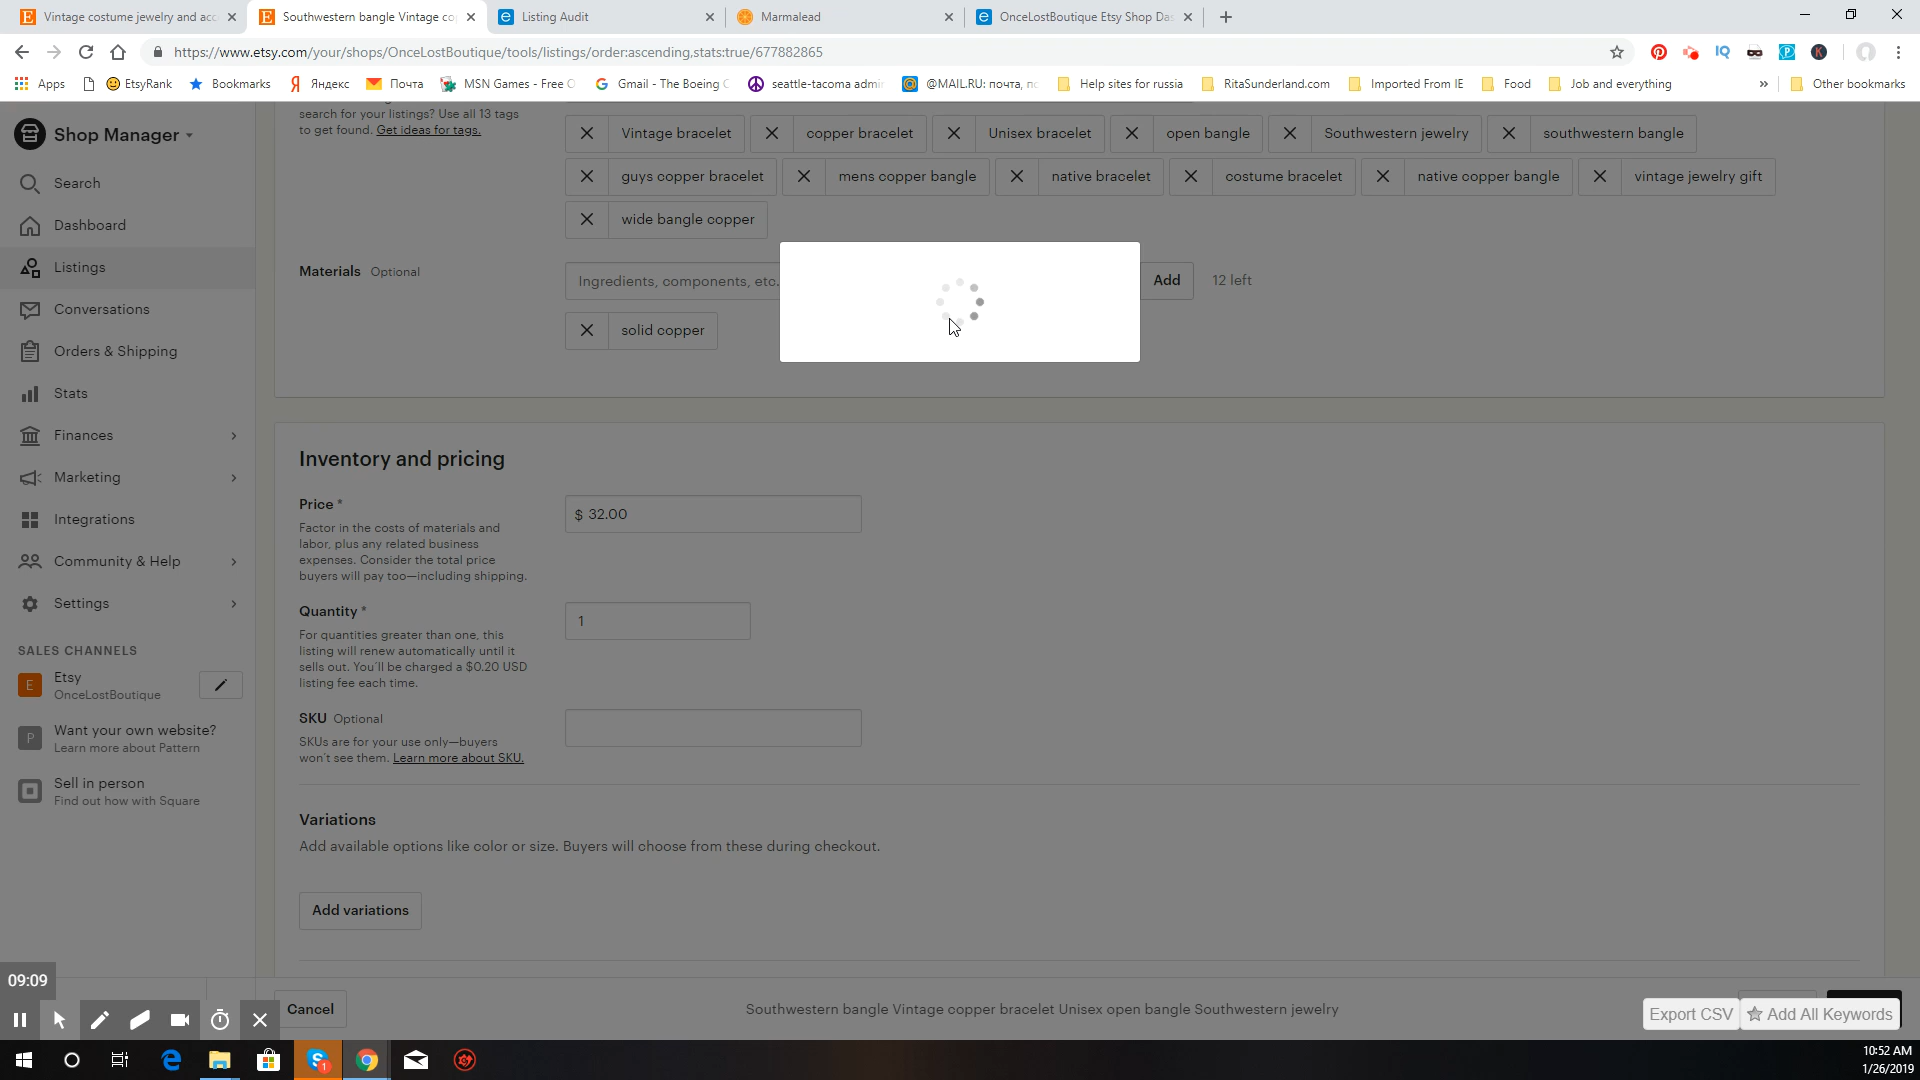 Vintage costume jewelry and acc
Southwestern bangle Vintage co
Listing Audit
Marmalead
OnceLostBoutique Etsy Shop Das
https://www.etsy.com/your/shops/OnceLostBoutique/tools/listings/order:ascending,stats:true/677882865
Apps
EtsyRank
Bookmarks
Яндекс
Почта
MSN Games - Free O
Gmail - The Boeing C
seattle-tacoma admi
@MAIL.RU: почта, по
Help sites for russia
RitaSunderland.com
Imported From IE
Food
Job and everything
Other bookmarks
Shop Manager
Search
Dashboard
Listings
Conversations
Orders & Shipping
Stats
Finances
Marketing
Integrations
Community & Help
Settings
SALES CHANNELS
Etsy
OnceLostBoutique
Want your own website?
Learn more about Pattern
Sell in person
Find out how with Square
search for your listings? Use all 13 tags
to get found. Get ideas for tags.
Vintage bracelet
copper bracelet
Unisex bracelet
open bangle
Southwestern jewelry
southwestern bangle
guys copper bracelet
mens copper bangle
native bracelet
costume bracelet
native copper bangle
vintage jewelry gift
wide bangle copper
Materials Optional
Ingredients, components, etc.
Add
12 left
solid copper
Inventory and pricing
Price *
Factor in the costs of materials and
labor, plus any related business
expenses. Consider the total price
buyers will pay too—including shipping.
$ 32.00
Quantity *
For quantities greater than one, this
listing will renew automatically until it
sells out. You'll be charged a $0.20 USD
listing fee each time.
1
SKU Optional
SKUs are for your use only—buyers
won't see them. Learn more about SKU.
Variations
Add available options like color or size. Buyers will choose from these during checkout.
Add variations
09:09
Cancel
Southwestern bangle Vintage copper bracelet Unisex open bangle Southwestern jewelry
Export CSV
Add All Keywords
10:52 AM
1/26/2019